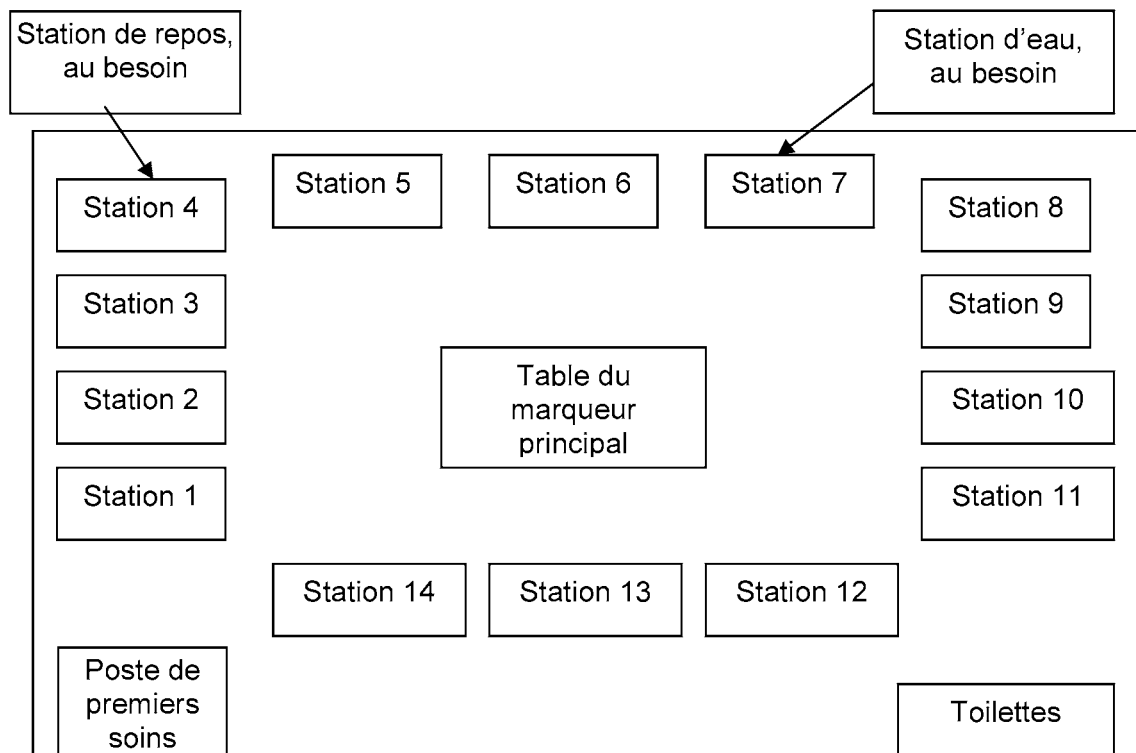 Station de repos,
au besoin
Station d'eau,
au besoin
Station 5
Station 6
Station 7
Station 4
Station 8
Station 3
Station 9
Table du
marqueur
principal
Station 2
Station 10
Station 1
Station 11
Station 14
Station 13
Station 12
Poste de
premiers
soins
Toilettes